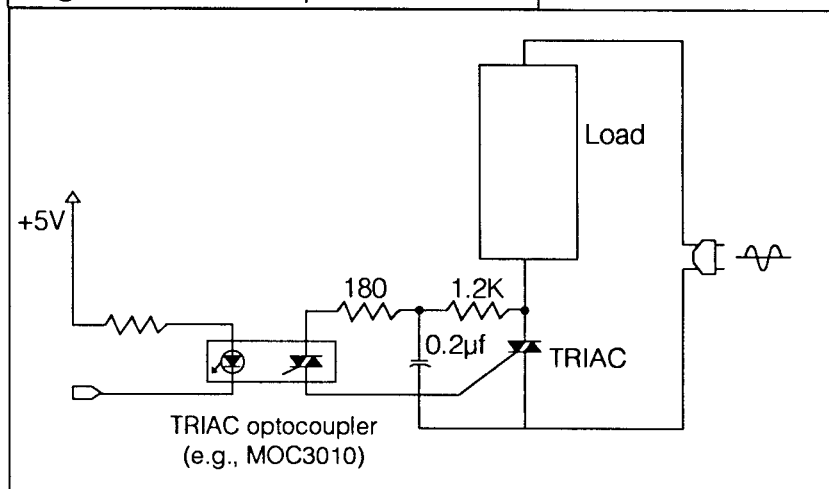 Load
+5V
180
1.2K
0.2µf
TRIAC
TRIAC optocoupler
(e.g., MOC3010)